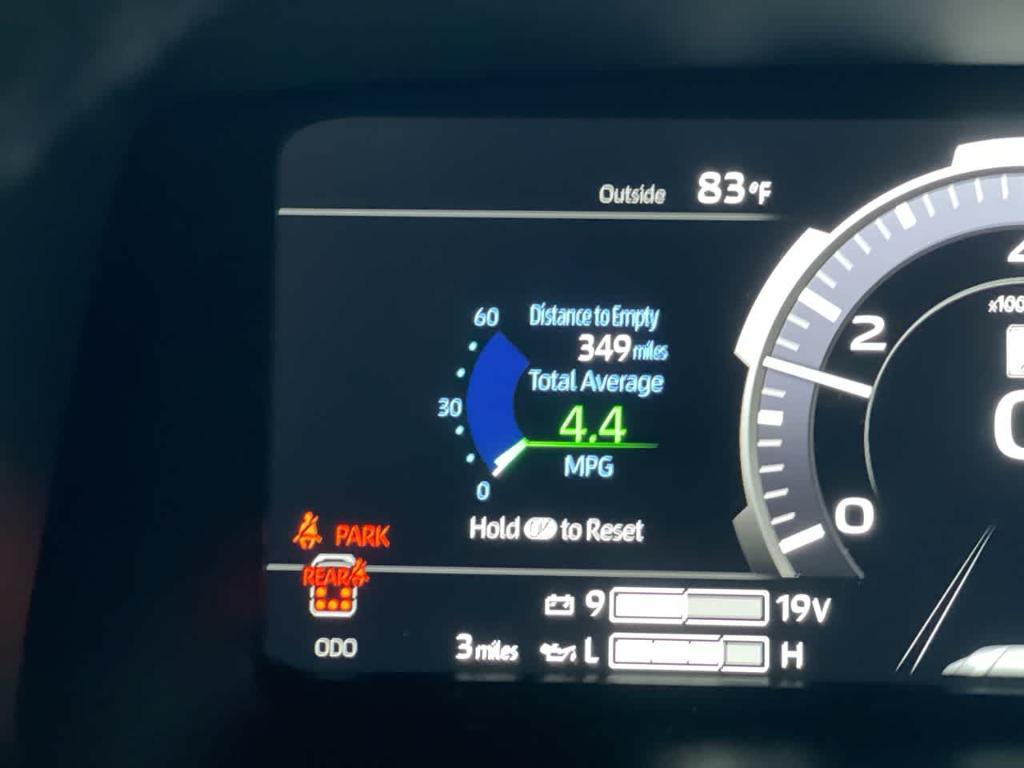 Outside 83°F
60
Distance to Empty
349 miles
Total Average
30
4.4
MPG
0
Hold OK to Reset
PARK
REAR
ODO 3 miles
9 19V
L H
2
0